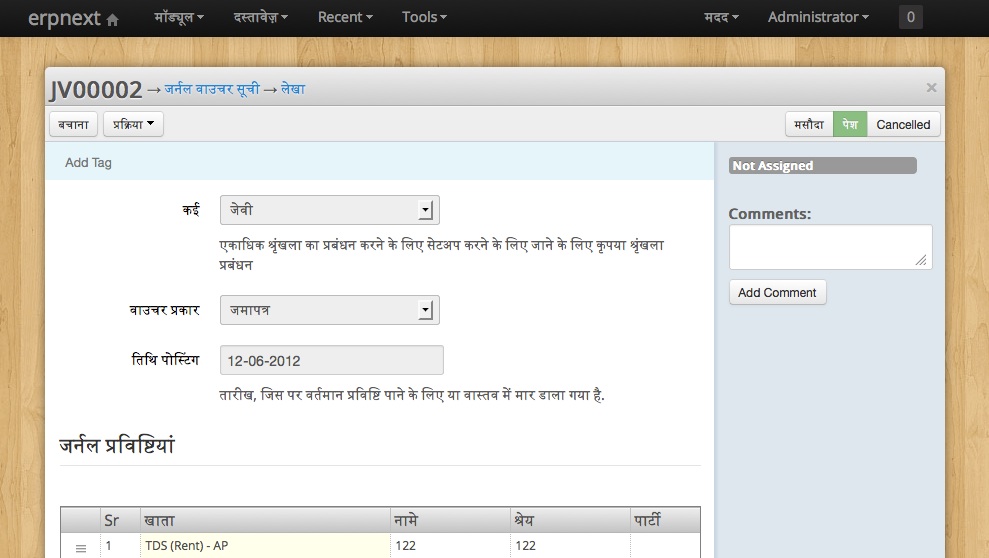 erpnext मॉड्यूल दस्तावेज़ Recent Tools मदद Administrator 0
JV00002 → जर्नल वाउचर सूची → लेखा ×
बचाना प्रक्रिया मसौदा पेश Cancelled
Add Tag
Not Assigned
कई जेवी
एकाधिक श्रृंखला का प्रबंधन करने के लिए सेटअप करने के लिए जाने के लिए कृपया श्रृंखला
प्रबंधन
Comments:
Add Comment
वाउचर प्रकार जमापत्र
तिथि पोस्टिंग 12-06-2012
तारीख, जिस पर वर्तमान प्रविष्टि पाने के लिए या वास्तव में मार डाला गया है.
जर्नल प्रविष्टियां
Sr खाता नामे श्रेय पार्टी
1 TDS (Rent) - AP 122 122